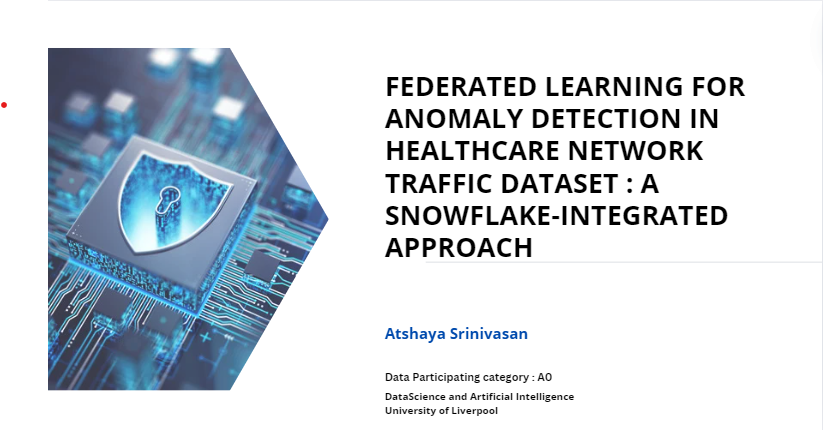 FEDERATED LEARNING FOR
ANOMALY DETECTION IN
HEALTHCARE NETWORK
TRAFFIC DATASET : A
SNOWFLAKE-INTEGRATED
APPROACH
Atshaya Srinivasan
Data Participating category : A0
DataScience and Artificial Intelligence
University of Liverpool